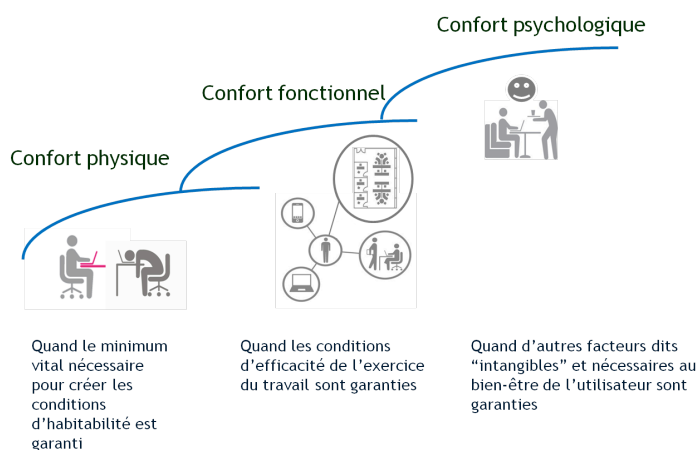 Confort psychologique
Confort fonctionnel
Confort physique
Quand le minimum
vital nécessaire
pour créer les
conditions
d’habitabilité est
garanti
Quand les conditions
d’efficacité de l’exercice
du travail sont garanties
Quand d’autres facteurs dits
“intangibles” et nécessaires au
bien-être de l’utilisateur sont
garanties